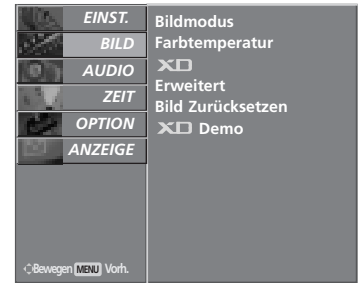 EINST.
BILD
AUDIO
ZEIT
OPTION
ANZEIGE
Bildmodus
Farbtemperatur
XD
Erweitert
Bild Zurücksetzen
XD Demo
Bewegen MENU Vorh.